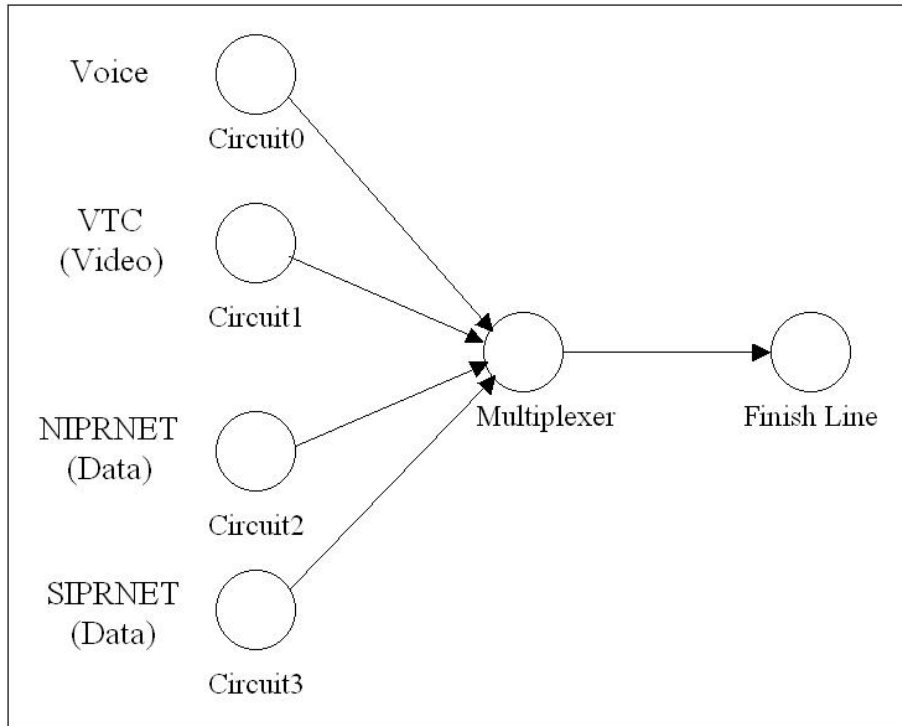 Voice
Circuit0
VTC
(Video)
Circuit1
Multiplexer
Finish Line
NIPRNET
(Data)
Circuit2
SIPRNET
(Data)
Circuit3